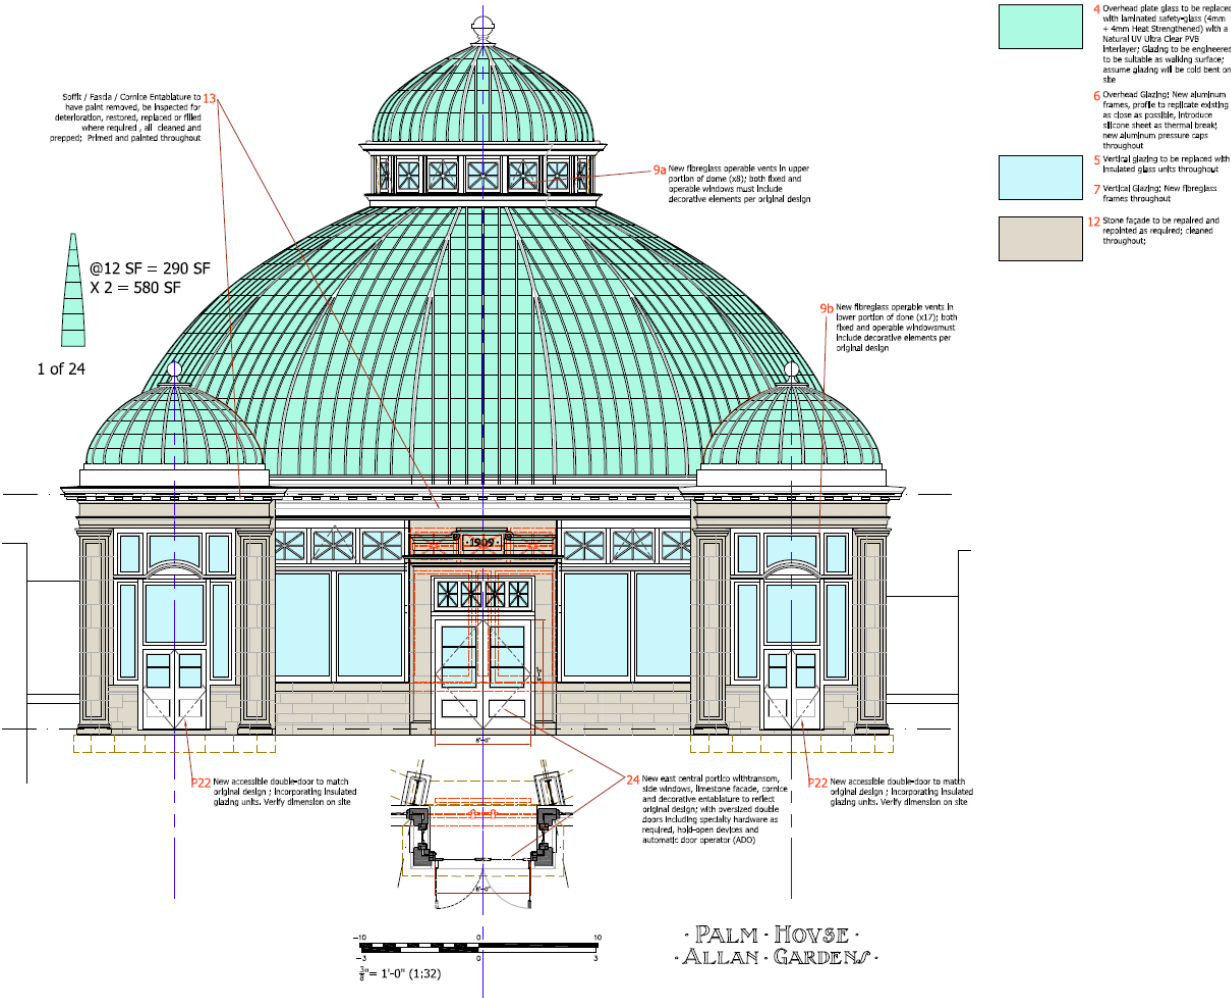 4 Overhead plate glass to be replaced
with laminated safety-glass (4mm
+ 4mm Heat Strengthened) with a
Natural UV Ultra Clear PVB
Interlayer; Glazing to be engineered
to be suitable as walking surface;
assume glazing will be cold bent on
site
6 Overhead Glazing: New aluminum
frames, profile to replicate existing
as close as possible, introduce
silicone sheet as thermal break;
new aluminum pressure caps
throughout
5 Vertical glazing to be replaced with
insulated glass units throughout
7 Vertical Glazing: New fibreglass
frames throughout
12 Stone façade to be repaired and
repointed as required; cleaned
throughout;
Soffit / Fascia / Cornice Entablature to 13
have paint removed, be inspected for
deterioration, restored, replaced or filled
where required , all cleaned and
prepped; Primed and painted throughout
9a New fibreglass operable vents in upper
portion of dome (x8); both fixed and
operable windows must include
decorative elements per original design
@12 SF = 290 SF
X 2 = 580 SF
1 of 24
9b New fibreglass operable vents in
lower portion of done (x17); both
fixed and operable windowsmust
include decorative elements per
original design
·1909·
8'-0"
P22 New accessible double-door to match
original design ; incorporating insulated
glazing units. Verify dimension on site
24 New east central portico withtransom,
side windows, limestone facade, cornice
and decorative entablature to reflect
original design; with oversized double
doors including specialty hardware as
required, hold-open devices and
automatic door operator (ADO)
P22 New accessible double-door to match
original design ; incorporating insulated
glazing units. Verify dimension on site
8'-0"
-10 0 10
-3 0 3
3/8"= 1'-0" (1:32)
· PALM · HOVSE ·
· ALLAN · GARDENS ·